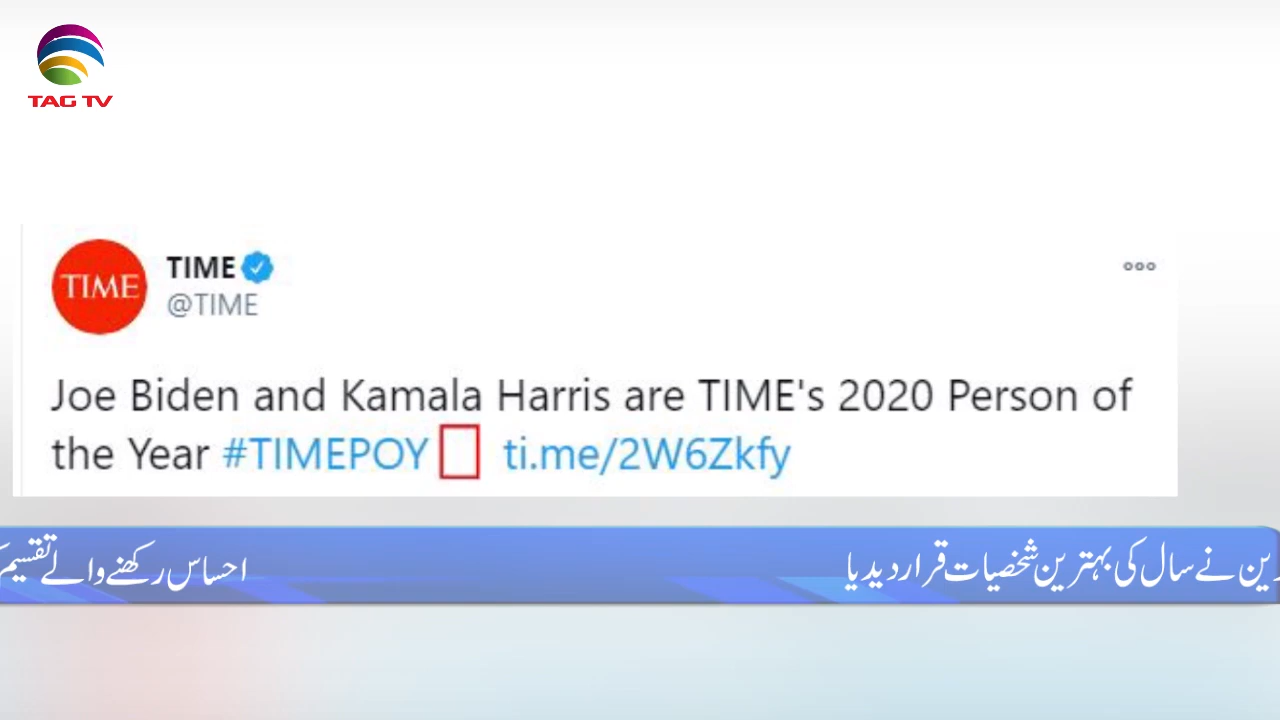 TAG TV
TIME
TIME
@TIME
Joe Biden and Kamala Harris are TIME's 2020 Person of
the Year #TIMEPOY ti.me/2W6Zkfy
نے سال کی بہترین شخصیات قرار دیدیا
احساس رکھنے والے تقسیم